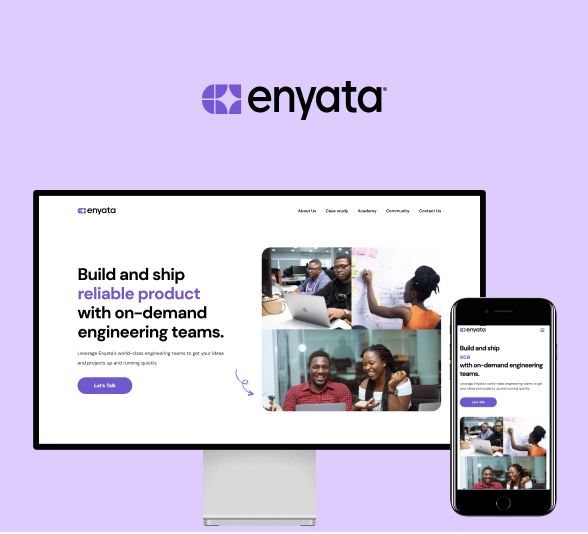 enyata®
enyata
About Us Case study Academy Community Contact Us
Build and ship
reliable product
with on-demand
engineering teams.
Leverage Enyata's world-class engineering teams to get your ideas
and projects up and running quickly.
Let's Talk
enyata
Build and ship
sca
with on-demand engineering
teams.
Leverage Enyata's world-class engineering teams to get
your ideas and projects up and running quickly.
Let's Talk